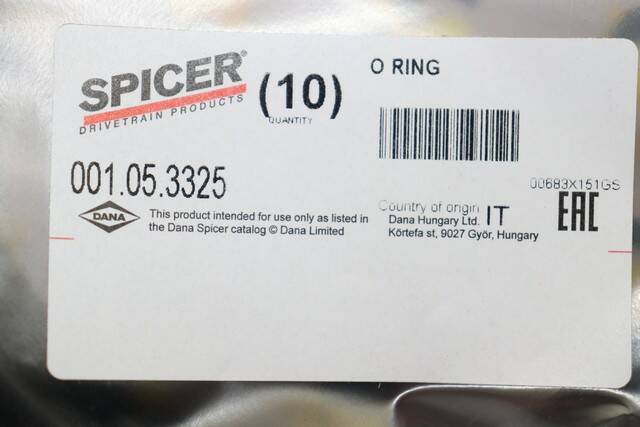 SPICER®
DRIVETRAIN PRODUCTS
(10)
QUANTITY
O RING
001.05.3325
00683X151GS
DANA
This product intended for use only as listed in
the Dana Spicer catalog © Dana Limited
Country of origin IT
Dana Hungary Ltd.
Körtefa st, 9027 Györ, Hungary
EAC